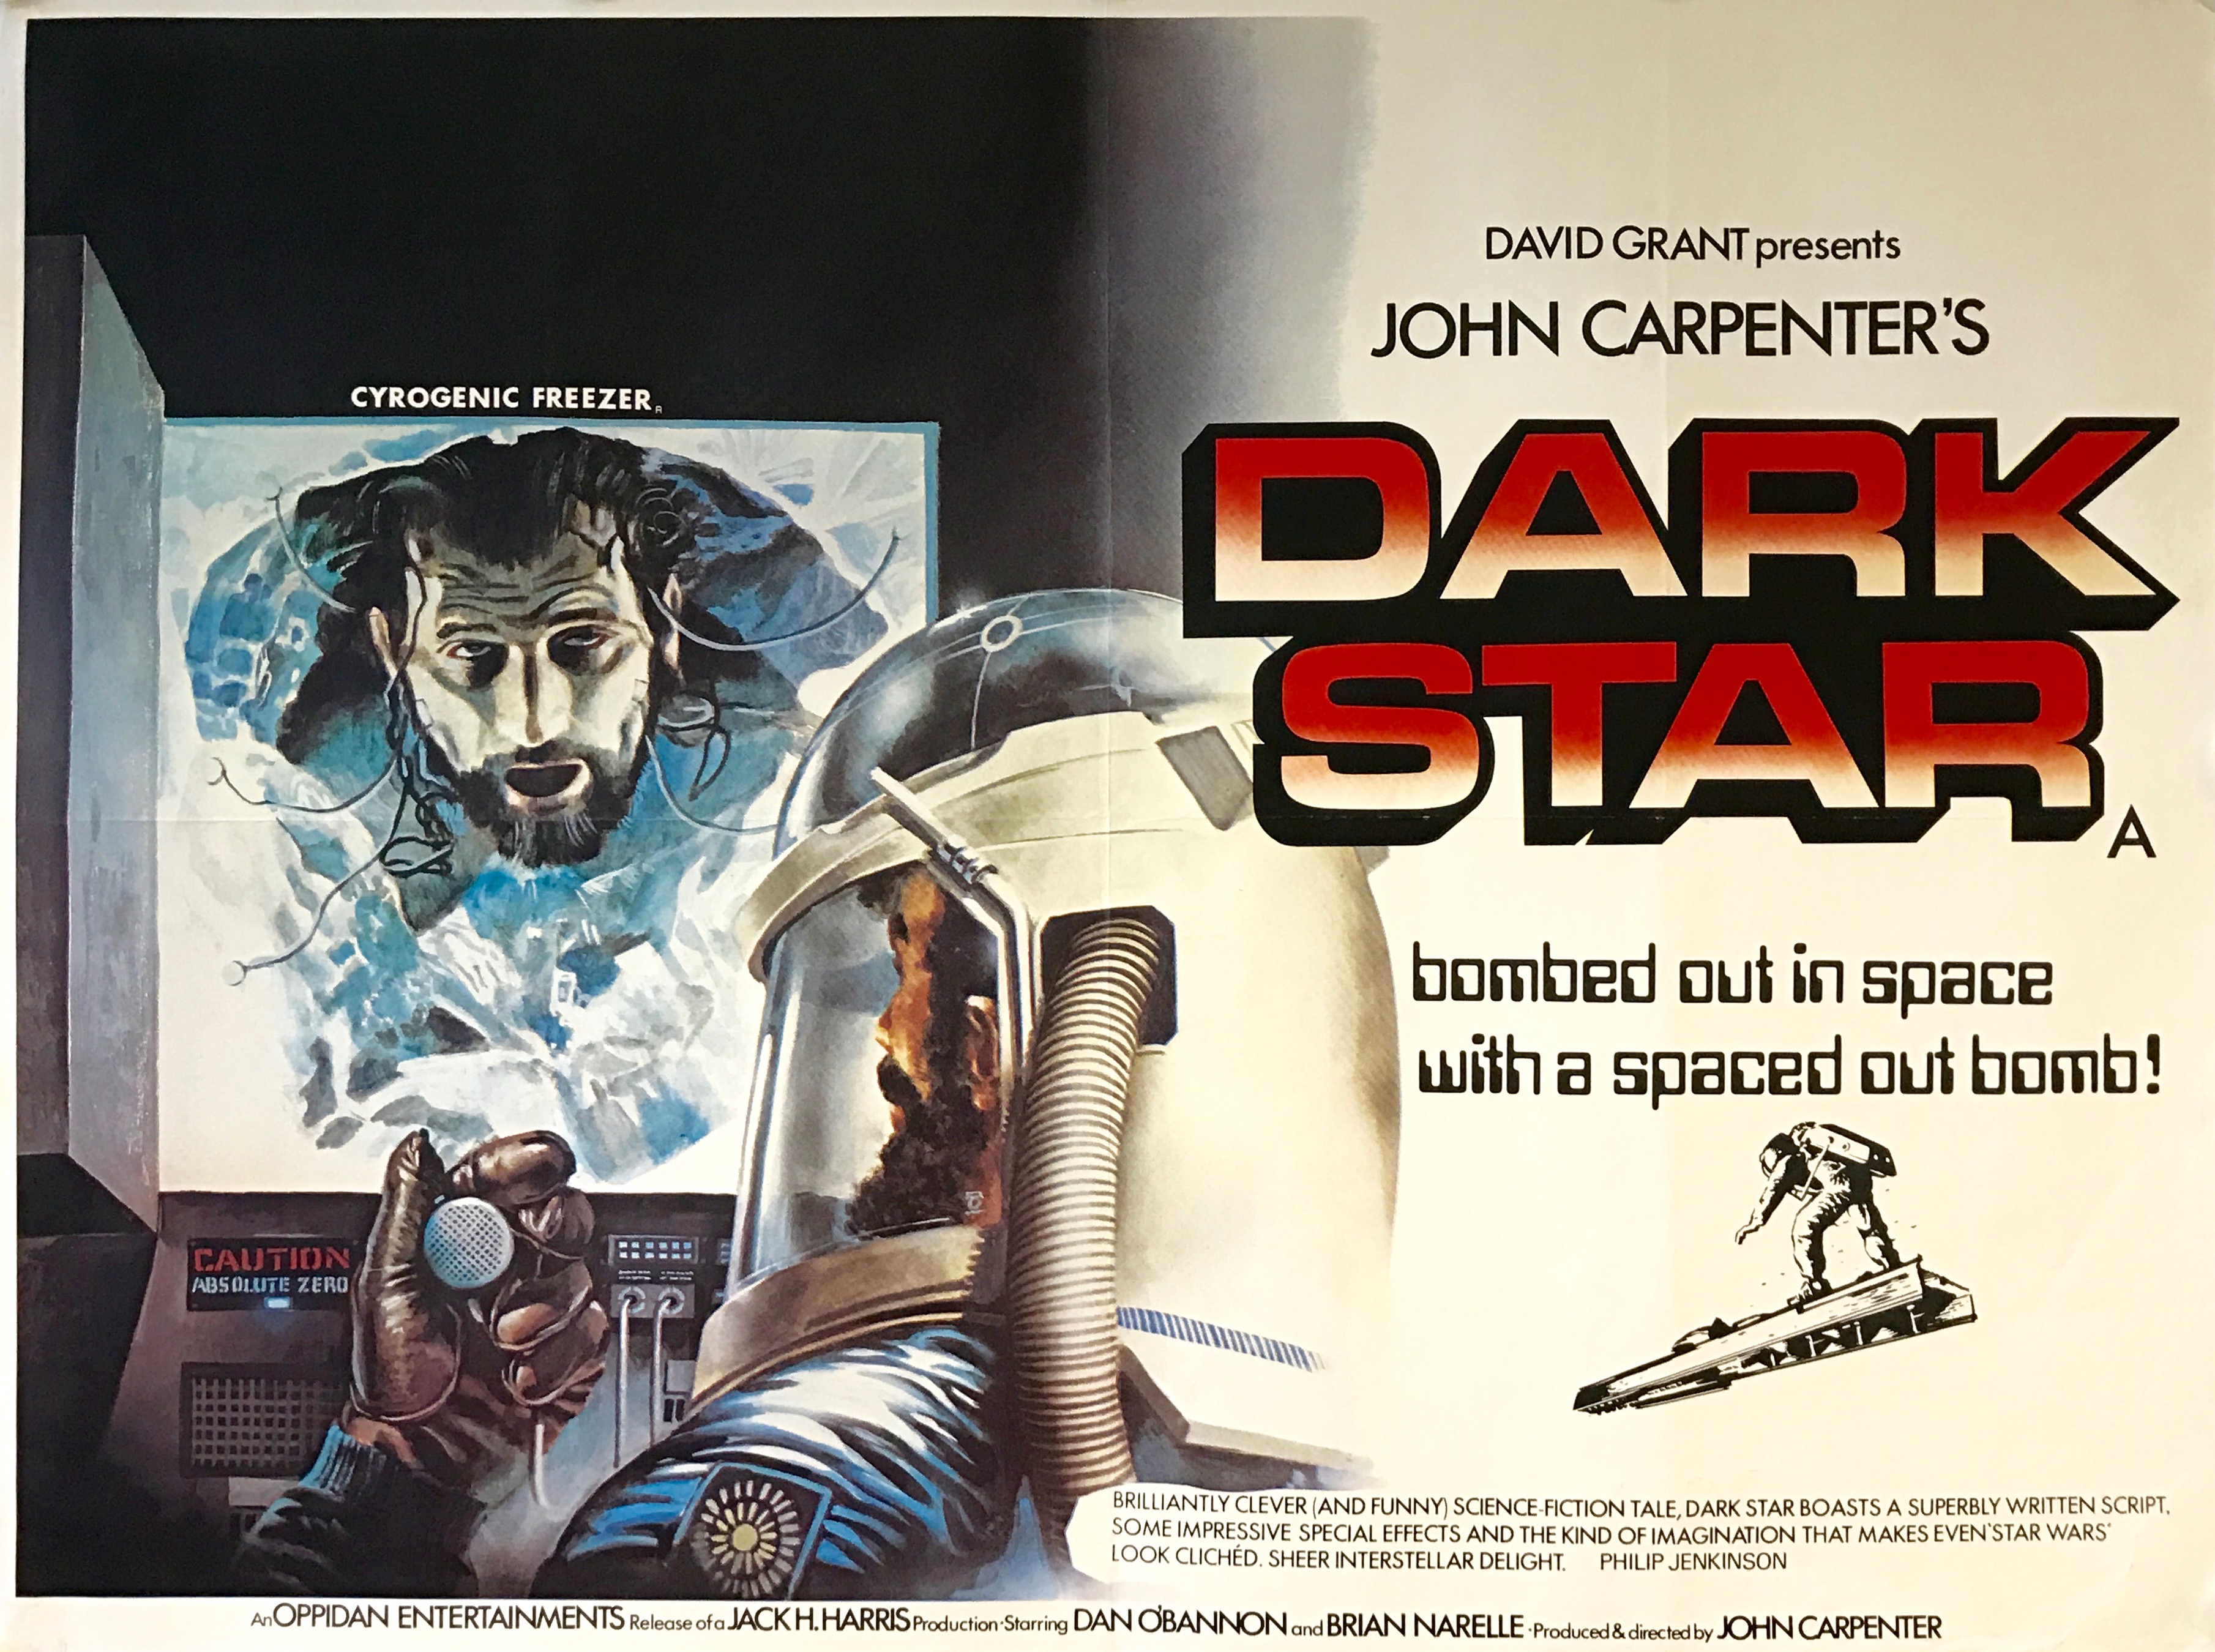 DAVID GRANT presents
JOHN CARPENTER'S
DARK
STAR
A
bombed out in space
with a spaced out bomb!
CYROGENIC FREEZER
CAUTION
ABSOLUTE ZERO
BRILLIANTLY CLEVER (AND FUNNY) SCIENCE-FICTION TALE, DARK STAR BOASTS A SUPERBLY WRITTEN SCRIPT,
SOME IMPRESSIVE SPECIAL EFFECTS AND THE KIND OF IMAGINATION THAT MAKES EVEN 'STAR WARS'
LOOK CLICHÉD. SHEER INTERSTELLAR DELIGHT. PHILIP JENKINSON
An OPPIDAN ENTERTAINMENTS Release of a JACK H. HARRIS Production · Starring DAN O'BANNON and BRIAN NARELLE · Produced & directed by JOHN CARPENTER